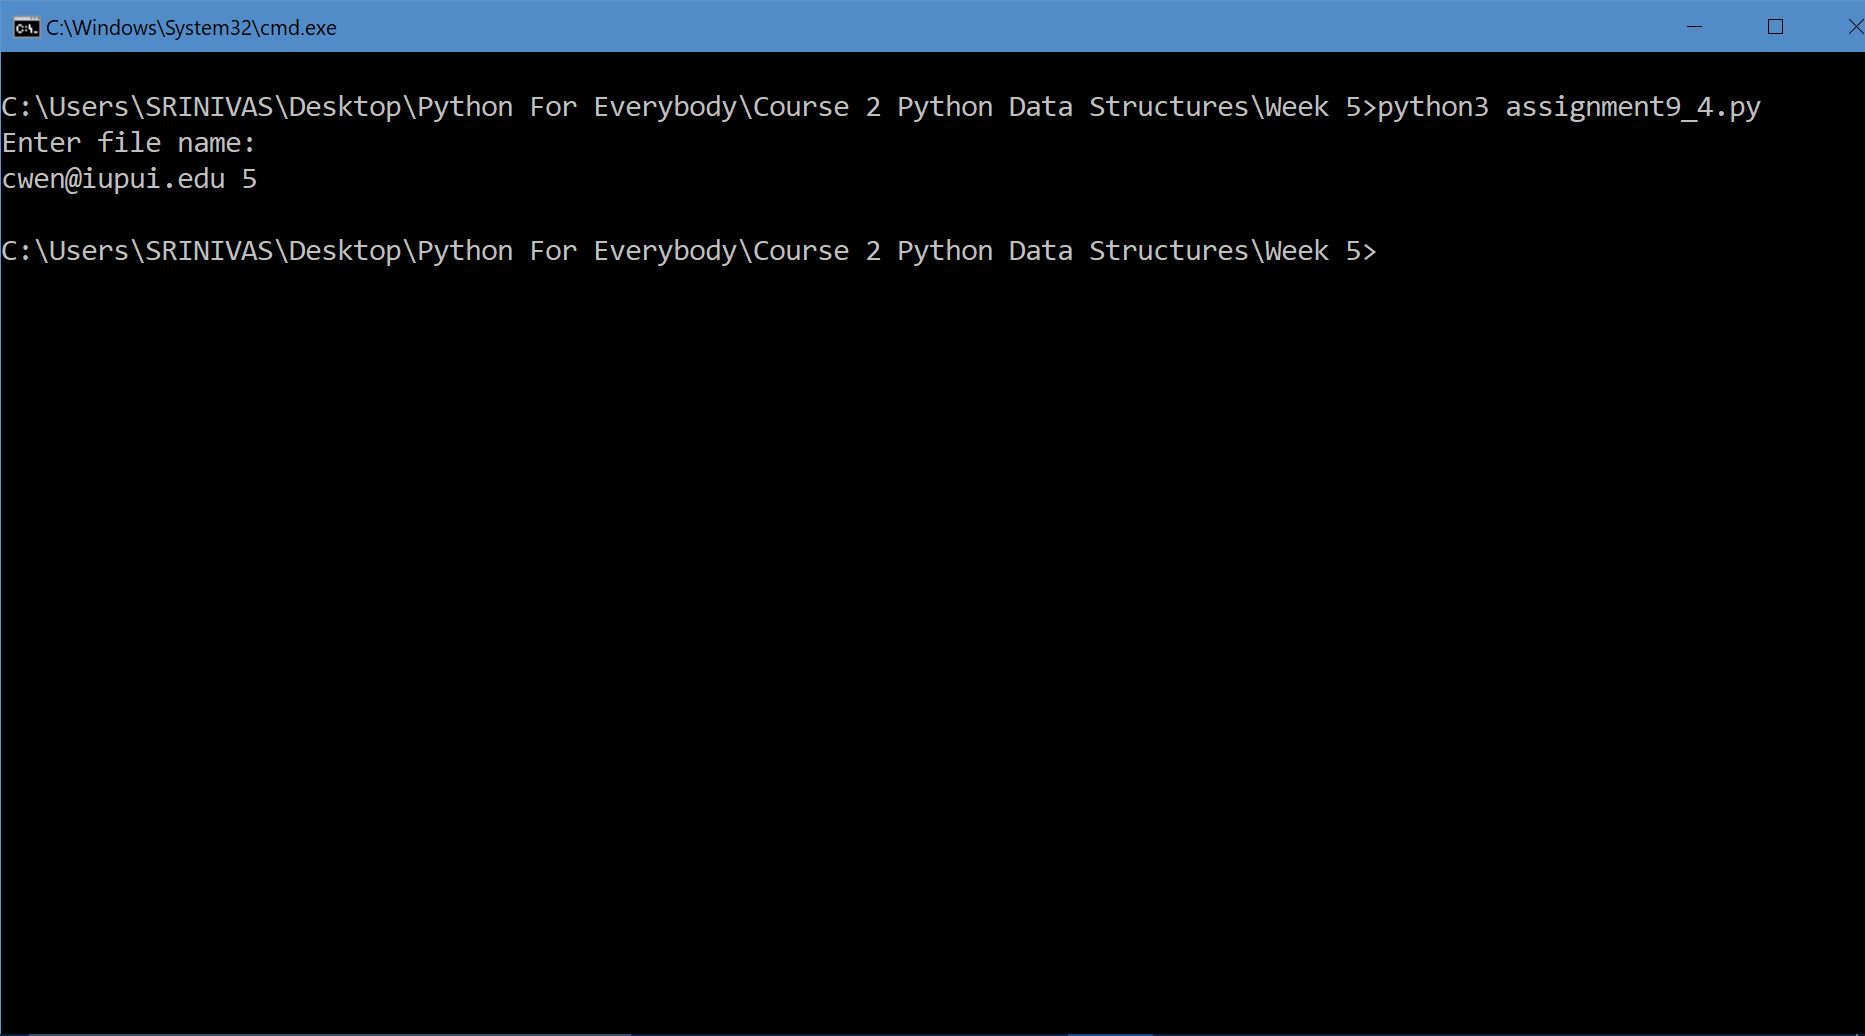 C:\Windows\System32\cmd.exe
C:\Users\SRINIVAS\Desktop\Python For Everybody\Course 2 Python Data Structures\Week 5>python3 assignment9_4.py
Enter file name:
cwen@iupui.edu 5
C:\Users\SRINIVAS\Desktop\Python For Everybody\Course 2 Python Data Structures\Week 5>